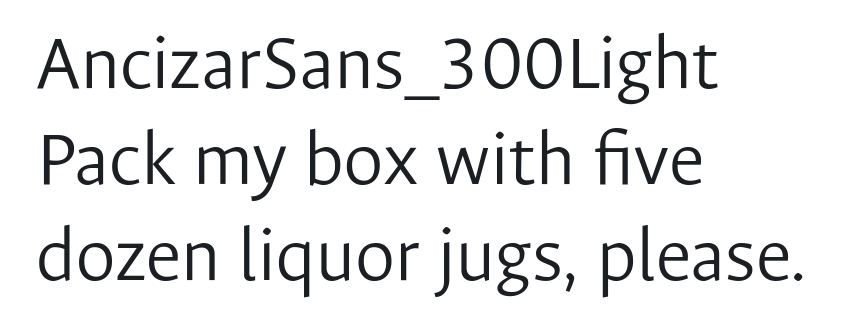 AncizarSans_300Light
Pack my box with five
dozen liquor jugs, please.